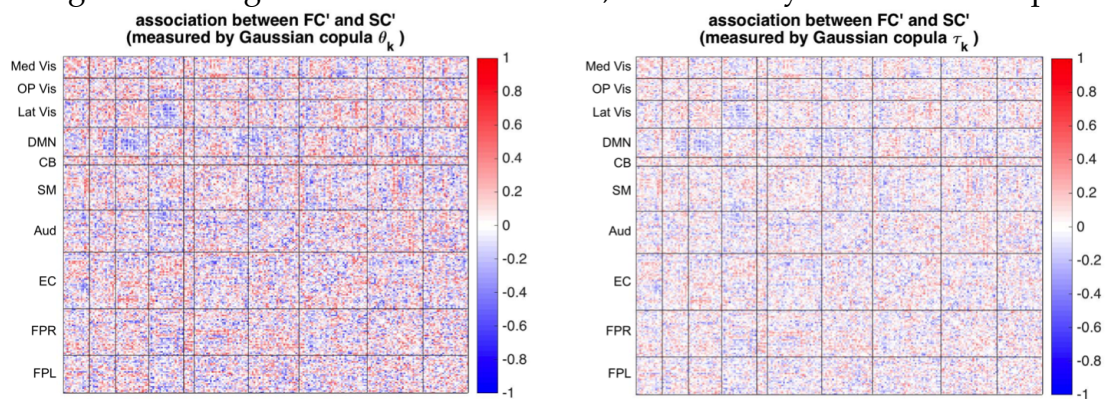 association between FC' and SC'
(measured by Gaussian copula θk )
Med Vis
OP Vis
Lat Vis
DMN
CB
SM
Aud
EC
FPR
FPL
1
0.8
0.6
0.4
0.2
0
-0.2
-0.4
-0.6
-0.8
-1
association between FC' and SC'
(measured by Gaussian copula τk )
Med Vis
OP Vis
Lat Vis
DMN
CB
SM
Aud
EC
FPR
FPL
1
0.8
0.6
0.4
0.2
0
-0.2
-0.4
-0.6
-0.8
-1